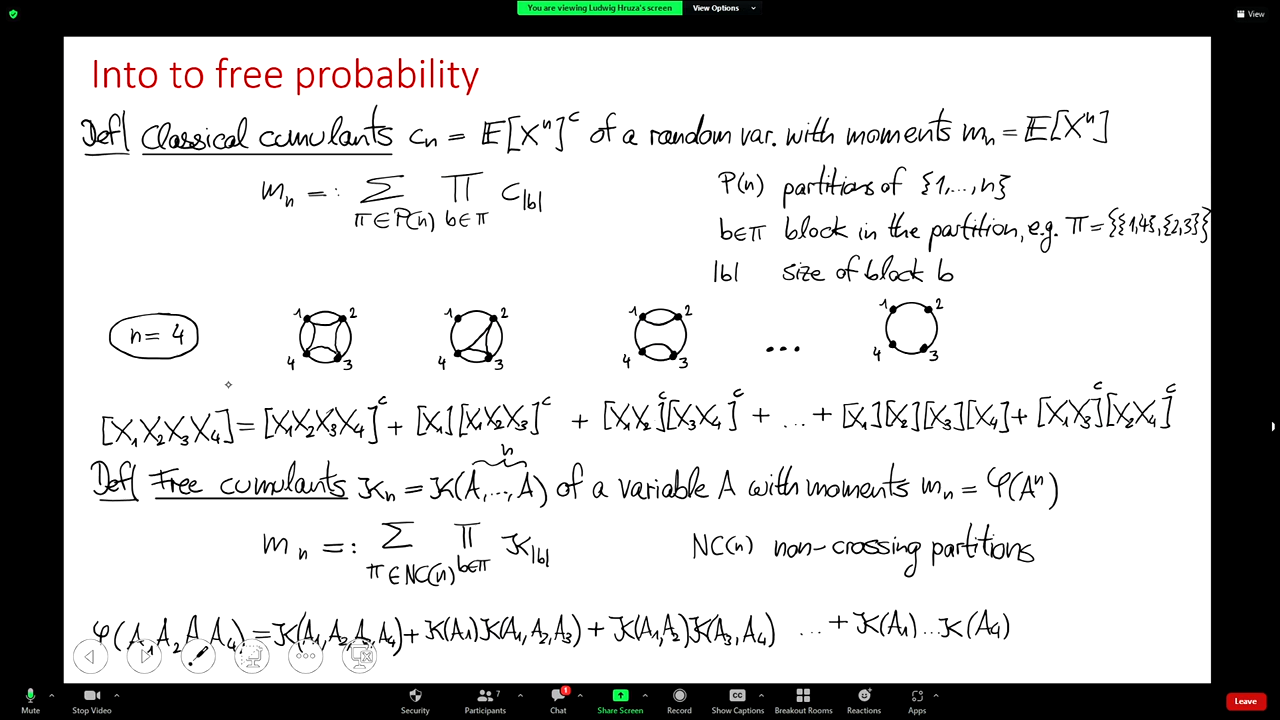 You are viewing Ludwig Hruza's screen View Options
View
Into to free probability
Def| Classical cumulants cₙ = 𝔼[Xⁿ]ᶜ of a random var. with moments mₙ = 𝔼[Xⁿ]
mₙ =: Σ_{π∈P(n)} Π_{b∈π} c_{|b|}
P(n) partitions of {1,...,n}
b∈π block in the partition, e.g. π = {{1,4},{2,3}}
|b| size of block b
n = 4
1 2 4 3 1 2 4 3 1 2 4 3 ... 1 2 4 3
[X₁X₂X₃X₄] = [X₁X₂X₃X₄]ᶜ + [X₁][X₁X₂X₃]ᶜ + [X₁X₂]ᶜ[X₃X₄]ᶜ + ... + [X₁][X₂][X₃][X₄] + [X₁X₃]ᶜ[X₂X₄]ᶜ
n
Def| Free cumulants κₙ = κ(A,...,A) of a variable A with moments mₙ = φ(Aⁿ)
mₙ =: Σ_{π∈NC(n)} Π_{b∈π} κ_{|b|}
NC(n) non-crossing partitions
φ(A₁A₂A₃A₄) = κ(A₁,A₂,A₃,A₄) + κ(A₁)κ(A₁,A₂,A₃) + κ(A₁,A₂)κ(A₃,A₄) ... + κ(A₁)...κ(A₄)
7 1
Mute Stop Video Security Participants Chat Share Screen Record Show Captions Breakout Rooms Reactions Apps Leave